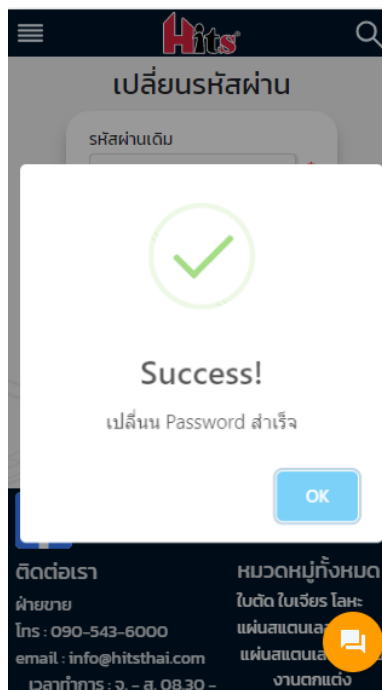 Hits
เปลี่ยนรหัสผ่าน
รหัสผ่านเดิม
*
Success!
เปลี่นน Password สำเร็จ
OK
ติดต่อเรา
ฝ่ายขาย
โทร : 090-543-6000
email : info@hitsthai.com
เวลาทำการ : จ. - ส. 08.30 -
หมวดหมู่ทั้งหมด
ใบตัด ใบเจียร โลหะ
แผ่นสแตนเล
แผ่นสแตนเล
งานตกแต่ง